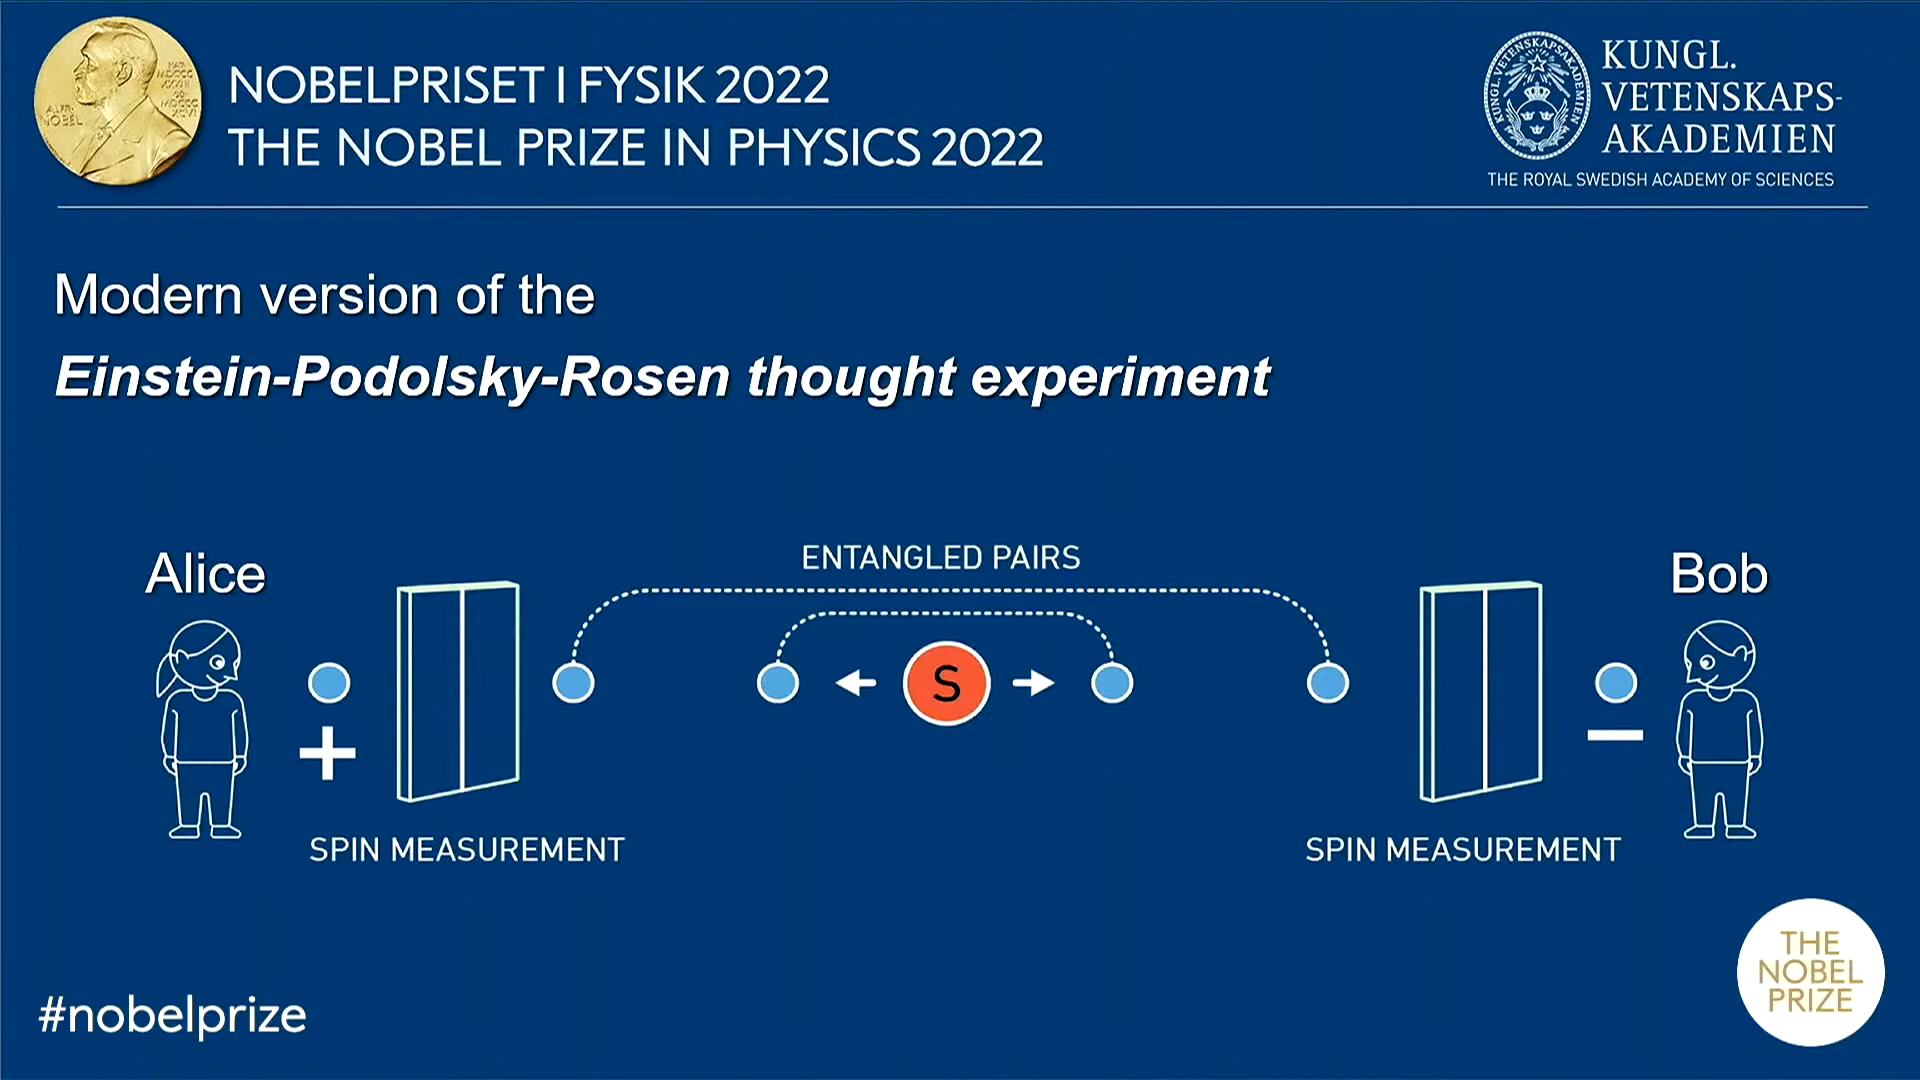 NOBELPRISET I FYSIK 2022
THE NOBEL PRIZE IN PHYSICS 2022
KUNGL.
VETENSKAPS-
AKADEMIEN
THE ROYAL SWEDISH ACADEMY OF SCIENCES
Modern version of the
Einstein-Podolsky-Rosen thought experiment
ENTANGLED PAIRS
Alice
Bob
S
+
−
SPIN MEASUREMENT
SPIN MEASUREMENT
THE
NOBEL
PRIZE
#nobelprize